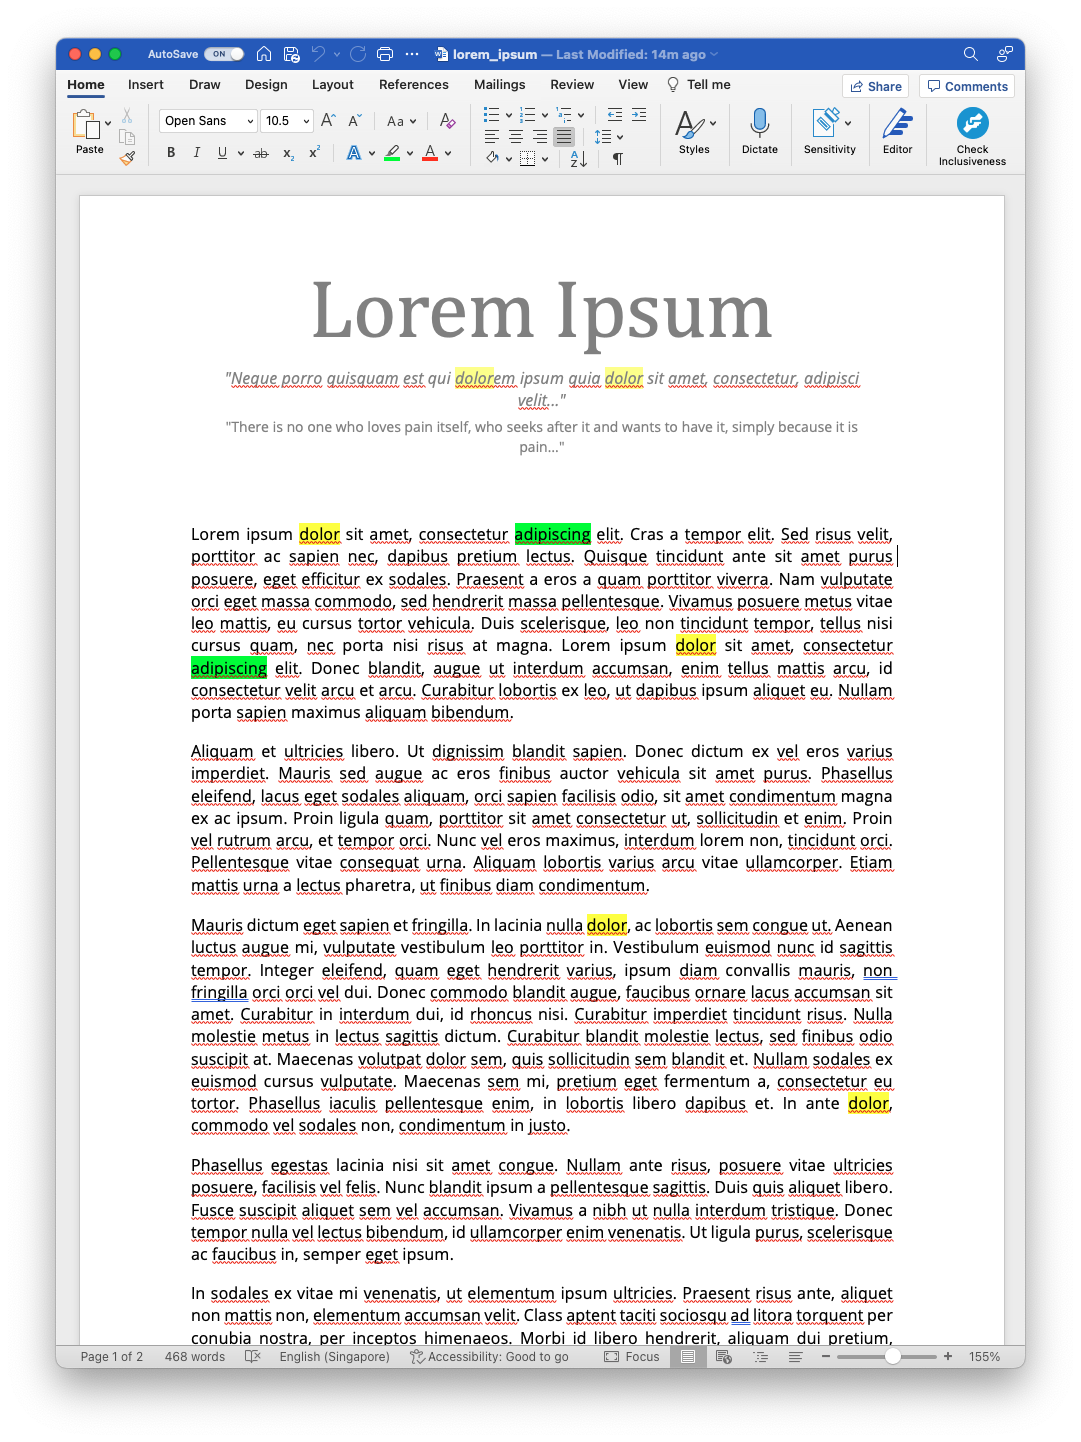 AutoSave ON lorem_ipsum — Last Modified: 14m ago
Home Insert Draw Design Layout References Mailings Review View Tell me Share Comments
Paste Open Sans 10.5 Styles Dictate Sensitivity Editor Check Inclusiveness
Lorem Ipsum
"Neque porro quisquam est qui dolorem ipsum quia dolor sit amet, consectetur, adipisci
velit..."
"There is no one who loves pain itself, who seeks after it and wants to have it, simply because it is
pain..."
Lorem ipsum dolor sit amet, consectetur adipiscing elit. Cras a tempor elit. Sed risus velit,
porttitor ac sapien nec, dapibus pretium lectus. Quisque tincidunt ante sit amet purus
posuere, eget efficitur ex sodales. Praesent a eros a quam porttitor viverra. Nam vulputate
orci eget massa commodo, sed hendrerit massa pellentesque. Vivamus posuere metus vitae
leo mattis, eu cursus tortor vehicula. Duis scelerisque, leo non tincidunt tempor, tellus nisi
cursus quam, nec porta nisi risus at magna. Lorem ipsum dolor sit amet, consectetur
adipiscing elit. Donec blandit, augue ut interdum accumsan, enim tellus mattis arcu, id
consectetur velit arcu et arcu. Curabitur lobortis ex leo, ut dapibus ipsum aliquet eu. Nullam
porta sapien maximus aliquam bibendum.
Aliquam et ultricies libero. Ut dignissim blandit sapien. Donec dictum ex vel eros varius
imperdiet. Mauris sed augue ac eros finibus auctor vehicula sit amet purus. Phasellus
eleifend, lacus eget sodales aliquam, orci sapien facilisis odio, sit amet condimentum magna
ex ac ipsum. Proin ligula quam, porttitor sit amet consectetur ut, sollicitudin et enim. Proin
vel rutrum arcu, et tempor orci. Nunc vel eros maximus, interdum lorem non, tincidunt orci.
Pellentesque vitae consequat urna. Aliquam lobortis varius arcu vitae ullamcorper. Etiam
mattis urna a lectus pharetra, ut finibus diam condimentum.
Mauris dictum eget sapien et fringilla. In lacinia nulla dolor, ac lobortis sem congue ut. Aenean
luctus augue mi, vulputate vestibulum leo porttitor in. Vestibulum euismod nunc id sagittis
tempor. Integer eleifend, quam eget hendrerit varius, ipsum diam convallis mauris, non
fringilla orci orci vel dui. Donec commodo blandit augue, faucibus ornare lacus accumsan sit
amet. Curabitur in interdum dui, id rhoncus nisi. Curabitur imperdiet tincidunt risus. Nulla
molestie metus in lectus sagittis dictum. Curabitur blandit molestie lectus, sed finibus odio
suscipit at. Maecenas volutpat dolor sem, quis sollicitudin sem blandit et. Nullam sodales ex
euismod cursus vulputate. Maecenas sem mi, pretium eget fermentum a, consectetur eu
tortor. Phasellus iaculis pellentesque enim, in lobortis libero dapibus et. In ante dolor,
commodo vel sodales non, condimentum in justo.
Phasellus egestas lacinia nisi sit amet congue. Nullam ante risus, posuere vitae ultricies
posuere, facilisis vel felis. Nunc blandit ipsum a pellentesque sagittis. Duis quis aliquet libero.
Fusce suscipit aliquet sem vel accumsan. Vivamus a nibh ut nulla interdum tristique. Donec
tempor nulla vel lectus bibendum, id ullamcorper enim venenatis. Ut ligula purus, scelerisque
ac faucibus in, semper eget ipsum.
In sodales ex vitae mi venenatis, ut elementum ipsum ultricies. Praesent risus ante, aliquet
non mattis non, elementum accumsan velit. Class aptent taciti sociosqu ad litora torquent per
conubia nostra, per inceptos himenaeos. Morbi id libero hendrerit, aliquam dui pretium,
Page 1 of 2 468 words English (Singapore) Accessibility: Good to go Focus 155%